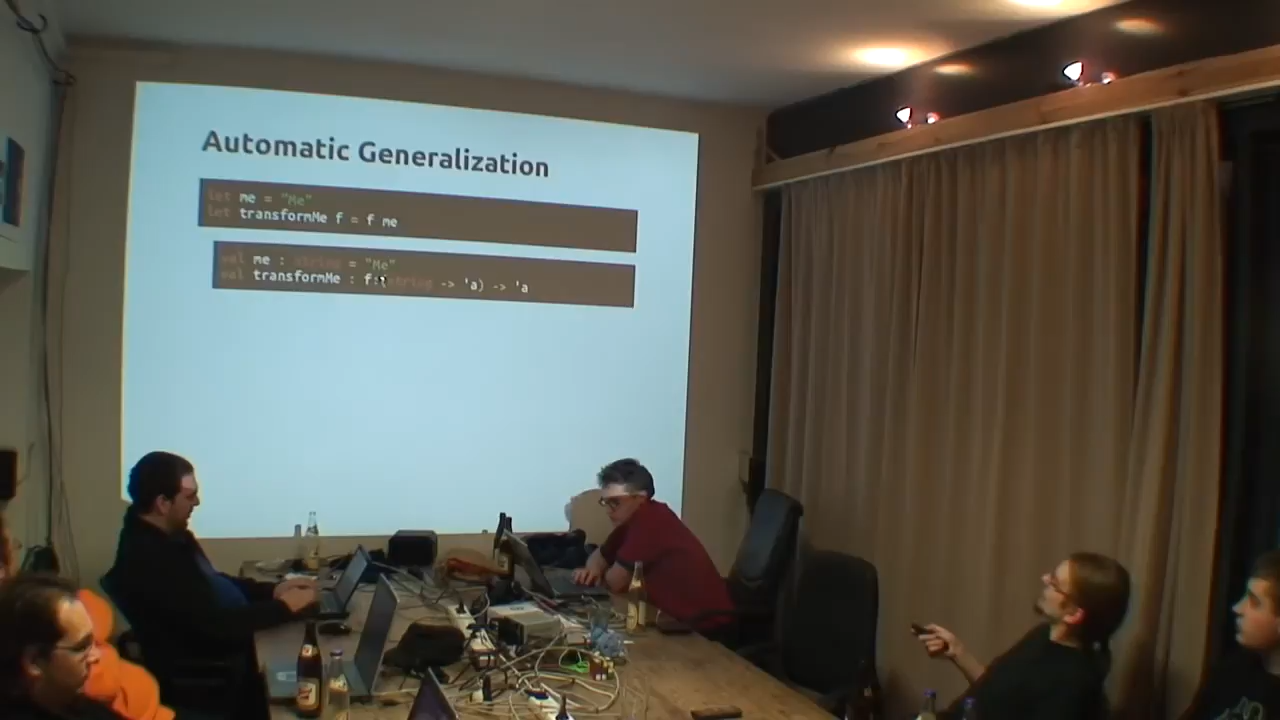 Automatic Generalization
let me = "Me"
let transformMe f = f me
val me : string = "Me"
val transformMe : f:(string -> 'a) -> 'a